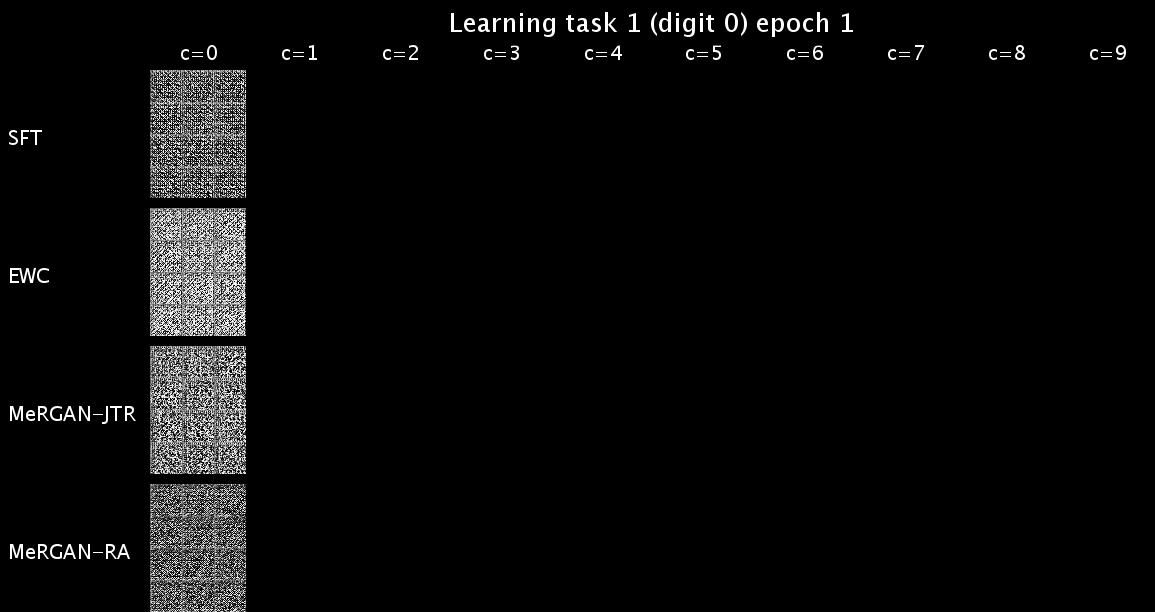 Learning task 1 (digit 0) epoch 1
c=0 c=1 c=2 c=3 c=4 c=5 c=6 c=7 c=8 c=9
SFT
EWC
MeRGAN-JTR
MeRGAN-RA